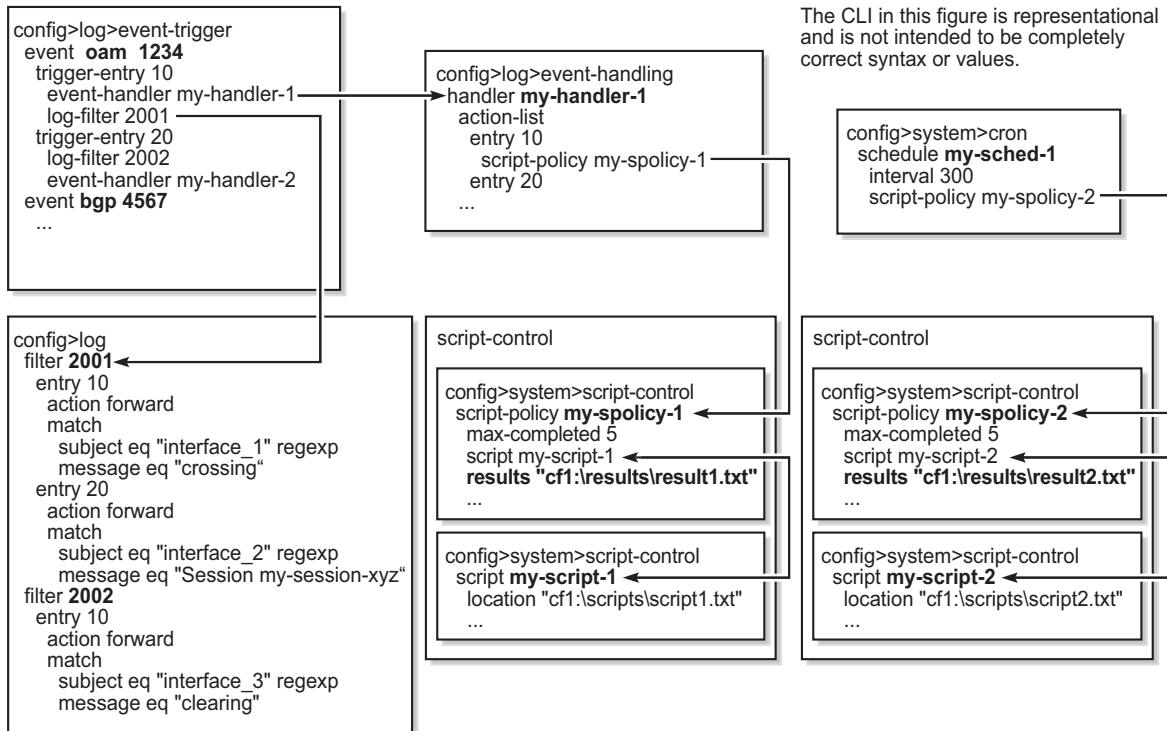 config>log>event-trigger
event oam 1234
trigger-entry 10
event-handler my-handler-1
log-filter 2001
trigger-entry 20
log-filter 2002
event-handler my-handler-2
event bgp 4567
...
config>log>event-handling
handler my-handler-1
action-list
entry 10
script-policy my-spolicy-1
entry 20
...
The CLI in this figure is representational
and is not intended to be completely
correct syntax or values.
config>system>cron
schedule my-sched-1
interval 300
script-policy my-spolicy-2
config>log
filter 2001
entry 10
action forward
match
subject eq "interface_1" regexp
message eq "crossing“
entry 20
action forward
match
subject eq "interface_2" regexp
message eq "Session my-session-xyz“
filter 2002
entry 10
action forward
match
subject eq "interface_3" regexp
message eq "clearing"
script-control
config>system>script-control
script-policy my-spolicy-1
max-completed 5
script my-script-1
results "cf1:\results\result1.txt"
...
config>system>script-control
script my-script-1
location "cf1:\scripts\script1.txt"
...
script-control
config>system>script-control
script-policy my-spolicy-2
max-completed 5
script my-script-2
results "cf1:\results\result2.txt"
...
config>system>script-control
script my-script-2
location "cf1:\scripts\script2.txt"
...